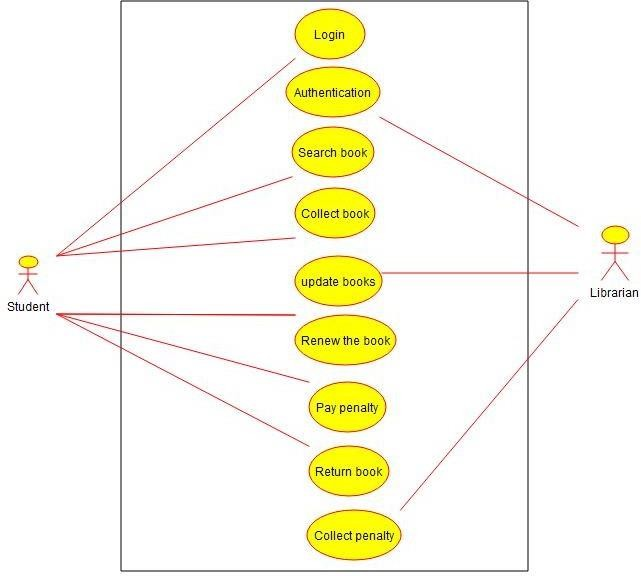 Login
Authentication
Search book
Collect book
update books
Renew the book
Pay penalty
Return book
Collect penalty
Student
Librarian